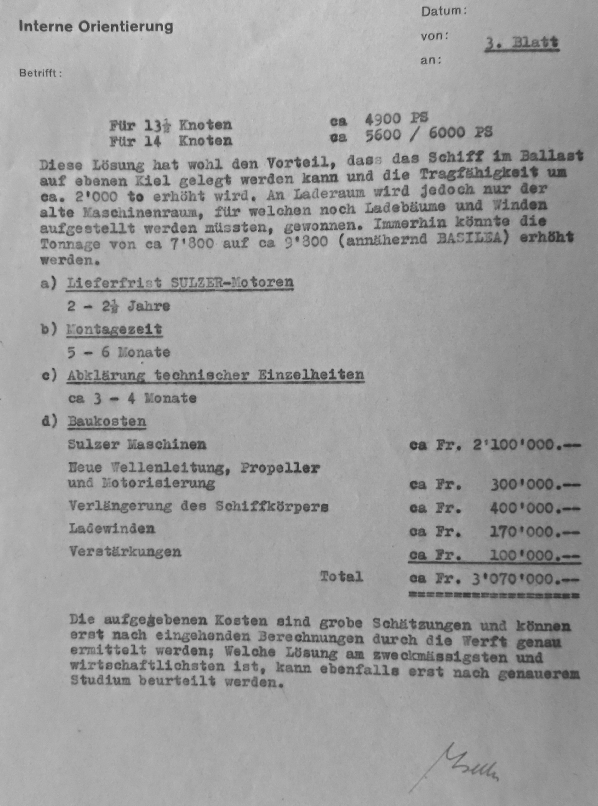 Interne Orientierung
Datum:
von: 3. Blatt
an:
Betrifft:
Für 13½ Knoten ca 4900 PS
Für 14 Knoten ca 5600 / 6000 PS
Diese Lösung hat wohl den Vorteil, dass das Schiff im Ballast
auf ebenen Kiel gelegt werden kann und die Tragfähigkeit um
ca. 2'000 to erhöht wird. An Laderaum wird jedoch nur der
alte Maschinenraum, für welchen noch Ladebäume und Winden
aufgestellt werden müssten, gewonnen. Immerhin könnte die
Tonnage von ca 7'800 auf ca 9'800 (annähernd BASILEA) erhöht
werden.
a) Lieferfrist SULZER-Motoren
2 - 2½ Jahre
b) Montagezeit
5 - 6 Monate
c) Abklärung technischer Einzelheiten
ca 3 - 4 Monate
d) Baukosten
Sulzer Maschinen ca Fr. 2'100'000.--
Neue Wellenleitung, Propeller
und Motorisierung ca Fr. 300'000.--
Verlängerung des Schiffkörpers ca Fr. 400'000.--
Ladewinden ca Fr. 170'000.--
Verstärkungen ca Fr. 100'000.--
Total ca Fr. 3'070'000.--
Die aufgegebenen Kosten sind grobe Schätzungen und können
erst nach eingehenden Berechnungen durch die Werft genau
ermittelt werden; Welche Lösung am zweckmässigsten und
wirtschaftlichsten ist, kann ebenfalls erst nach genauerem
Studium beurteilt werden.